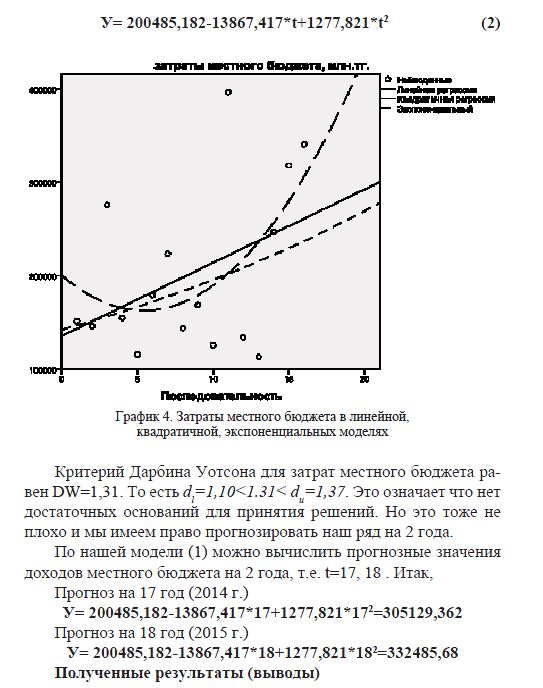 У= 200485,182-13867,417*t+1277,821*t² (2)
затраты местного бюджета, млн.тг.
400000
300000
200000
100000
0 5 10 15 20
Последовательность
Наблюденные
Линейная регрессия
Квадратичная регрессия
Экспоненциальный
График 4. Затраты местного бюджета в линейной,
квадратичной, экспоненциальных моделях
Критерий Дарбина Уотсона для затрат местного бюджета ра-
вен DW=1,31. То есть dₗ=1,10<1.31< dᵤ=1,37. Это означает что нет
достаточных оснований для принятия решений. Но это тоже не
плохо и мы имеем право прогнозировать наш ряд на 2 года.
По нашей модели (1) можно вычислить прогнозные значения
доходов местного бюджета на 2 года, т.е. t=17, 18 . Итак,
Прогноз на 17 год (2014 г.)
У= 200485,182-13867,417*17+1277,821*17²=305129,362
Прогноз на 18 год (2015 г.)
У= 200485,182-13867,417*18+1277,821*18²=332485,68
Полученные результаты (выводы)